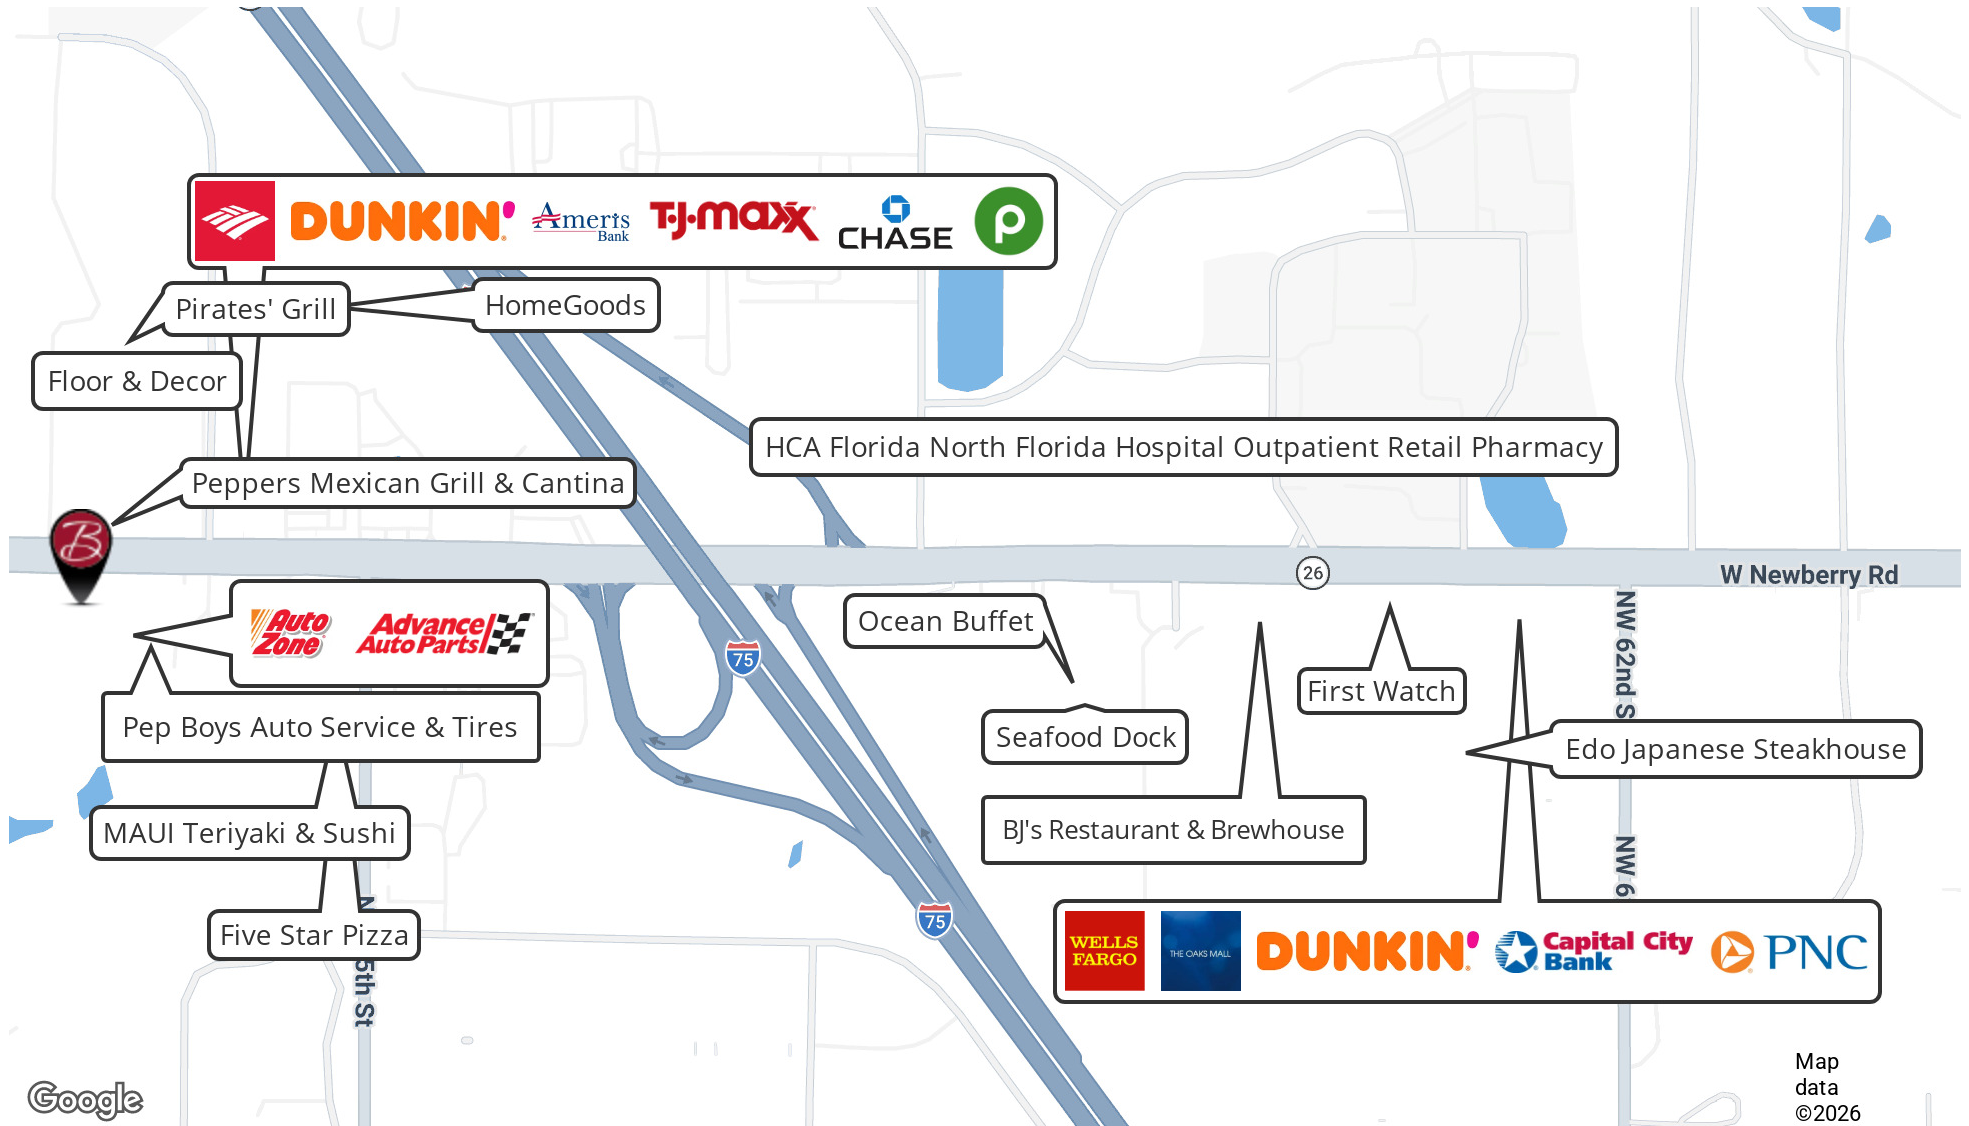 DUNKIN'
Ameris
Bank
T·J·maxx
CHASE
p
Pirates' Grill
HomeGoods
Floor & Decor
HCA Florida North Florida Hospital Outpatient Retail Pharmacy
Peppers Mexican Grill & Cantina
B
26
W Newberry Rd
Auto
Zone
Advance
Auto Parts
Ocean Buffet
NW 62nd S
75
First Watch
Pep Boys Auto Service & Tires
Seafood Dock
Edo Japanese Steakhouse
MAUI Teriyaki & Sushi
BJ's Restaurant & Brewhouse
NW 6
75
Five Star Pizza
N
5th St
WELLS
FARGO
THE OAKS MALL
DUNKIN'
Capital City
Bank
PNC
Google
Map
data
©2026